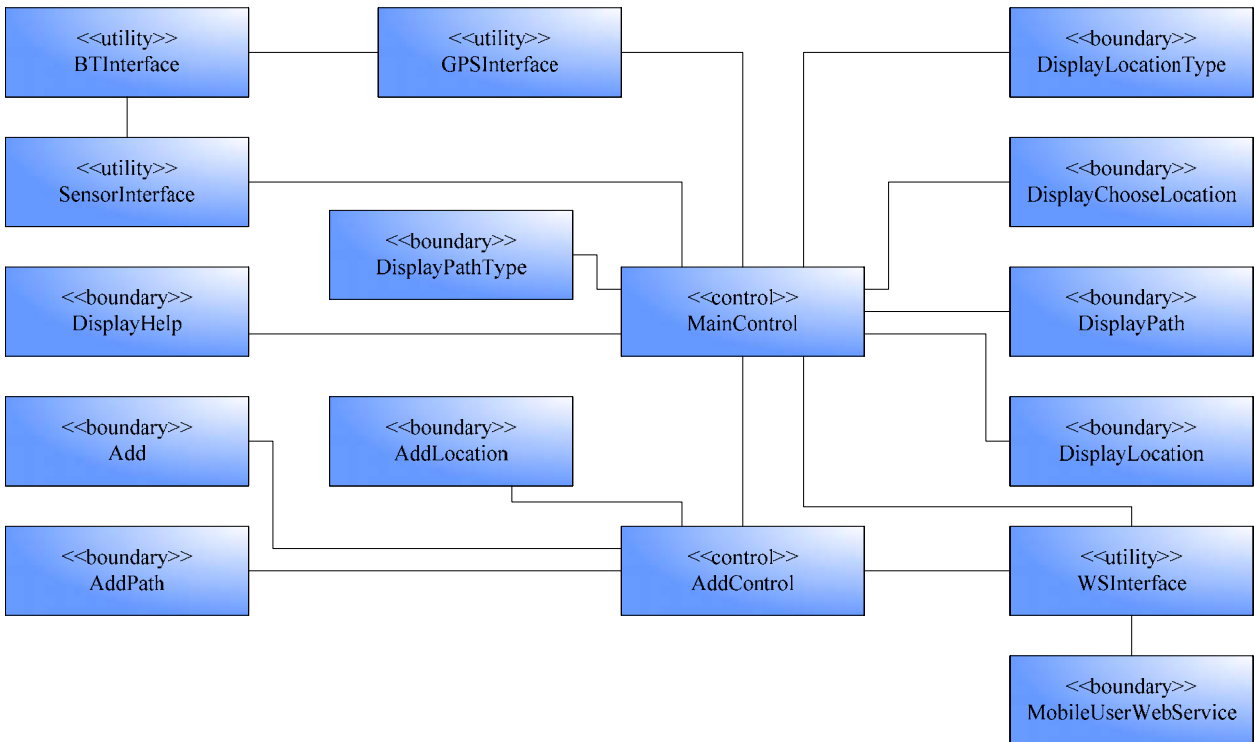 <<utility>>
BTInterface
<<utility>>
GPSInterface
<<boundary>>
DisplayLocationType
<<utility>>
SensorInterface
<<boundary>>
DisplayChooseLocation
<<boundary>>
DisplayPathType
<<boundary>>
DisplayHelp
<<control>>
MainControl
<<boundary>>
DisplayPath
<<boundary>>
Add
<<boundary>>
AddLocation
<<boundary>>
DisplayLocation
<<boundary>>
AddPath
<<control>>
AddControl
<<utility>>
WSInterface
<<boundary>>
MobileUserWebService